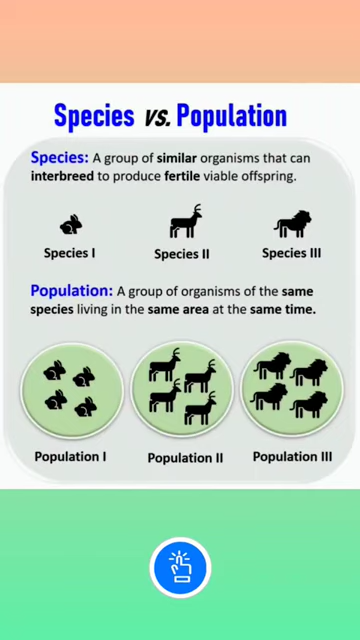 Species vs. Population
Species: A group of similar organisms that can
interbreed to produce fertile viable offspring.
Species I
Species II
Species III
Population: A group of organisms of the same
species living in the same area at the same time.
Population I
Population II
Population III